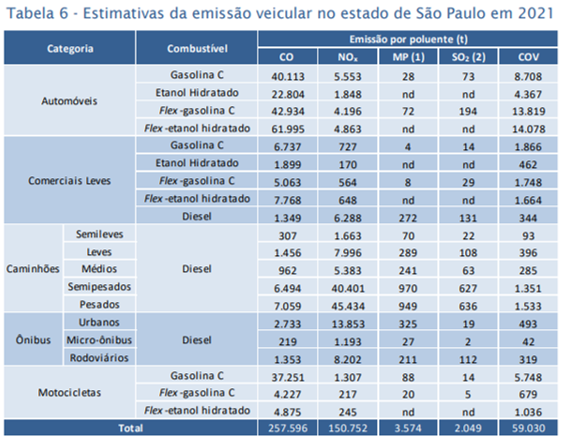 Tabela 6 - Estimativas da emissão veicular no estado de São Paulo em 2021
Categoria Combustível Emissão por poluente (t)
CO NOₓ MP (1) SO₂ (2) COV
Automóveis
Gasolina C 40.113 5.553 28 73 8.708
Etanol Hidratado 22.804 1.848 nd nd 4.367
Flex-gasolina C 42.934 4.196 72 194 13.819
Flex-etanol hidratado 61.995 4.863 nd nd 14.078
Comerciais Leves
Gasolina C 6.737 727 4 14 1.866
Etanol Hidratado 1.899 170 nd nd 462
Flex-gasolina C 5.063 564 8 29 1.748
Flex-etanol hidratado 7.768 648 nd nd 1.664
Diesel 1.349 6.288 272 131 344
Caminhões Diesel
Semileves 307 1.663 70 22 93
Leves 1.456 7.996 289 108 396
Médios 962 5.383 241 63 285
Semipesados 6.494 40.401 970 627 1.351
Pesados 7.059 45.434 949 636 1.533
Ônibus Diesel
Urbanos 2.733 13.853 325 19 493
Micro-ônibus 219 1.193 27 2 42
Rodoviários 1.353 8.202 211 112 319
Motocicletas
Gasolina C 37.251 1.307 88 14 5.748
Flex-gasolina C 4.227 217 20 5 679
Flex-etanol hidratado 4.875 245 nd nd 1.036
Total 257.596 150.752 3.574 2.049 59.030